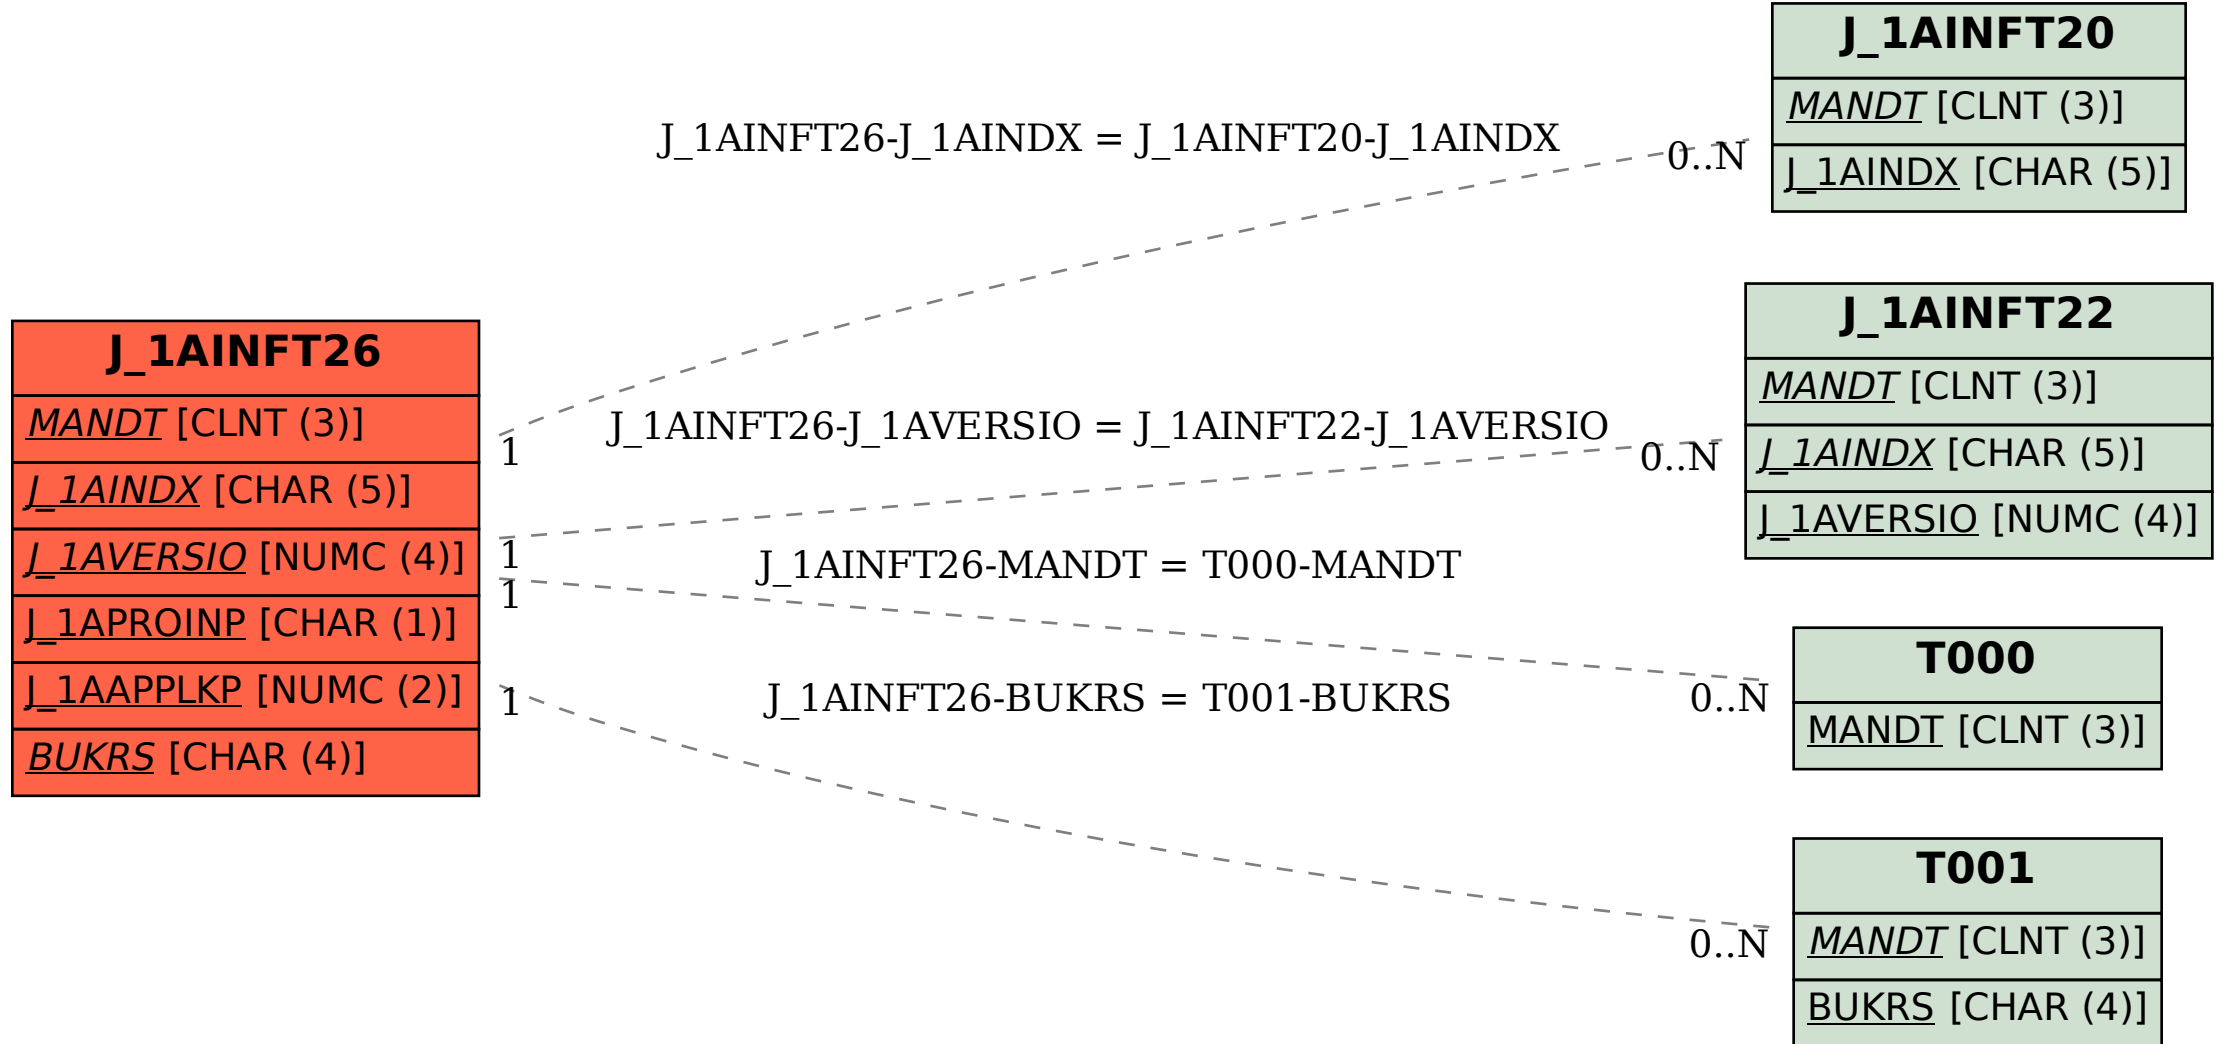 J_1AINFT26
MANDT [CLNT (3)]
J_1AINDX [CHAR (5)]
J_1AVERSIO [NUMC (4)]
J_1APROINP [CHAR (1)]
J_1AAPPLKP [NUMC (2)]
BUKRS [CHAR (4)]
J_1AINFT26-J_1AINDX = J_1AINFT20-J_1AINDX
1
0..N
J_1AINFT26-J_1AVERSIO = J_1AINFT22-J_1AVERSIO
1
0..N
J_1AINFT26-MANDT = T000-MANDT
1
0..N
J_1AINFT26-BUKRS = T001-BUKRS
1
0..N
J_1AINFT20
MANDT [CLNT (3)]
J_1AINDX [CHAR (5)]
J_1AINFT22
MANDT [CLNT (3)]
J_1AINDX [CHAR (5)]
J_1AVERSIO [NUMC (4)]
T000
MANDT [CLNT (3)]
T001
MANDT [CLNT (3)]
BUKRS [CHAR (4)]